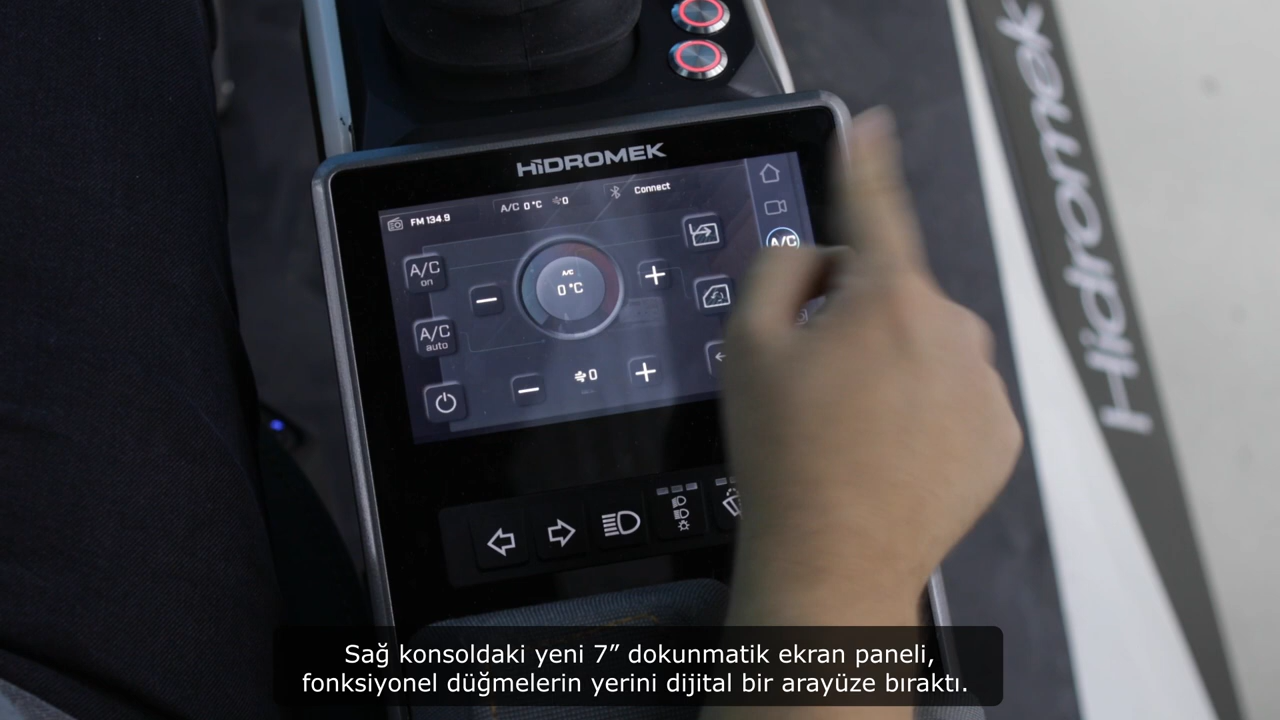 HİDROMEK
FM 134.9
A/C 0 °C
0
Connect
A/C
on
A/C
0 °C
A/C
A/C
auto
0
Hidromek
Sağ konsoldaki yeni 7” dokunmatik ekran paneli,
fonksiyonel düğmelerin yerini dijital bir arayüze bıraktı.